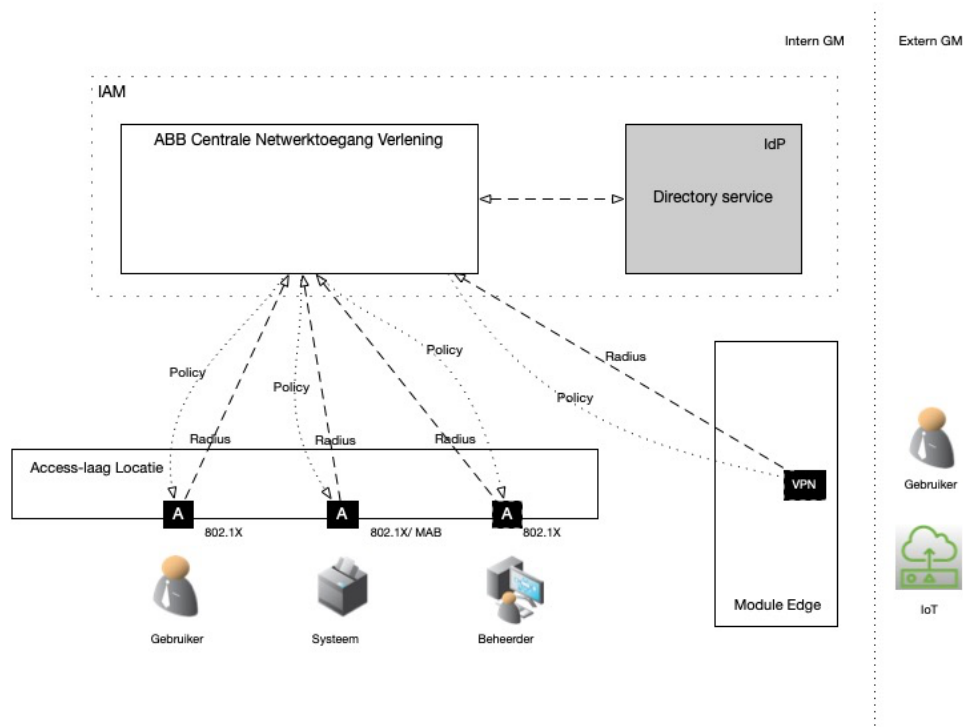 Intern GM
Extern GM
IAM
ABB Centrale Netwerktoegang Verlening
IdP
Directory service
Policy
Policy
Policy
Radius
Policy
Radius
Radius
Radius
Access-laag Locatie
A
A
A
VPN
802.1X
802.1X/ MAB
802.1X
Gebruiker
Systeem
Beheerder
Module Edge
Gebruiker
IoT